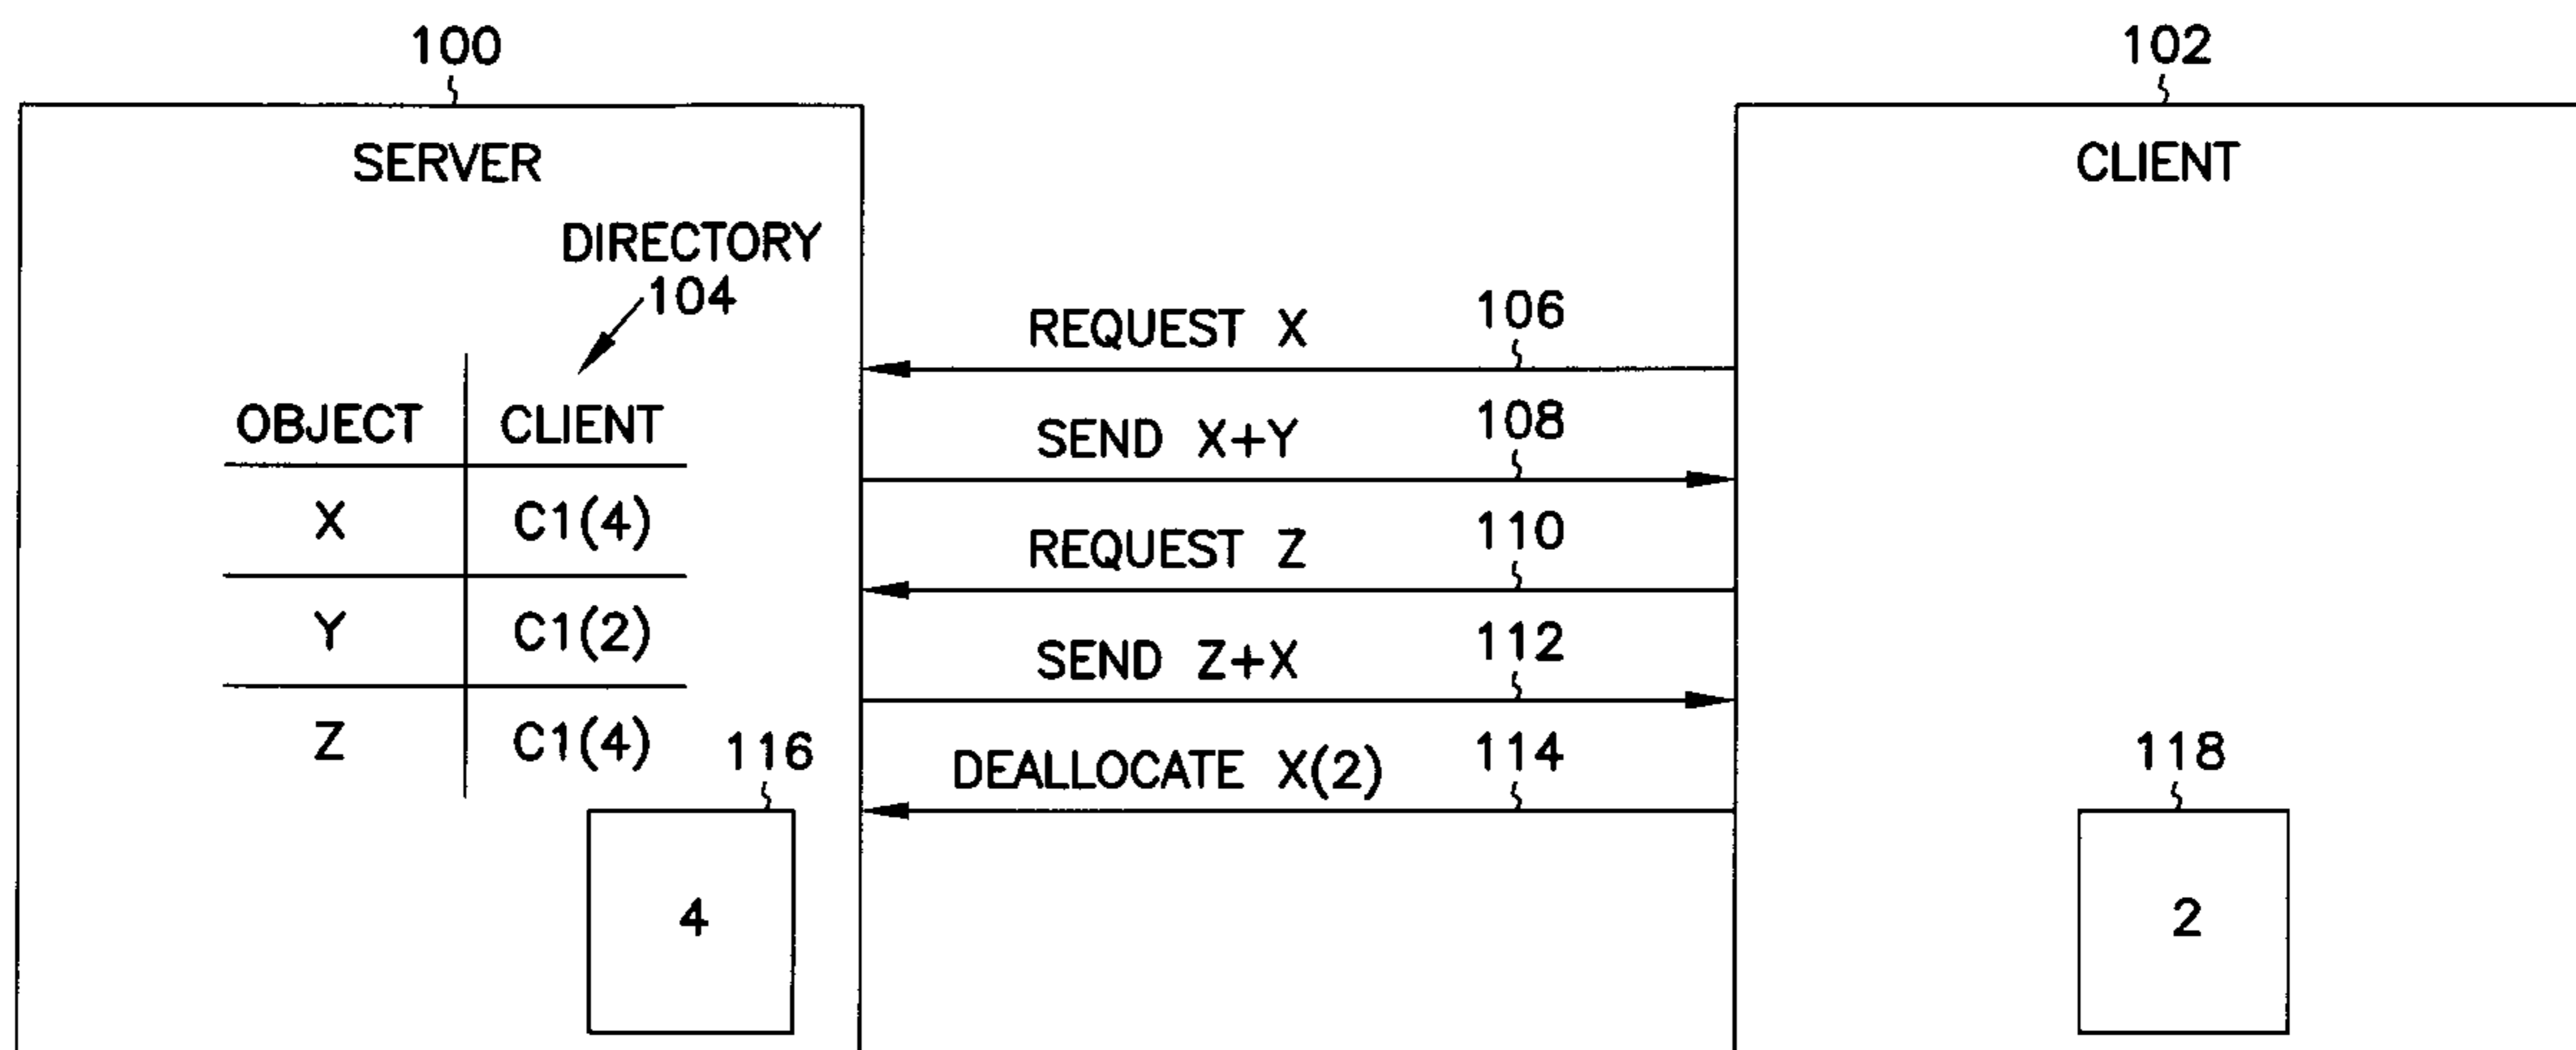 100
102
SERVER
CLIENT
DIRECTORY
104
OBJECT CLIENT
X C1(4)
Y C1(2)
Z C1(4)
116
4
REQUEST X 106
SEND X+Y 108
REQUEST Z 110
SEND Z+X 112
DEALLOCATE X(2) 114
118
2